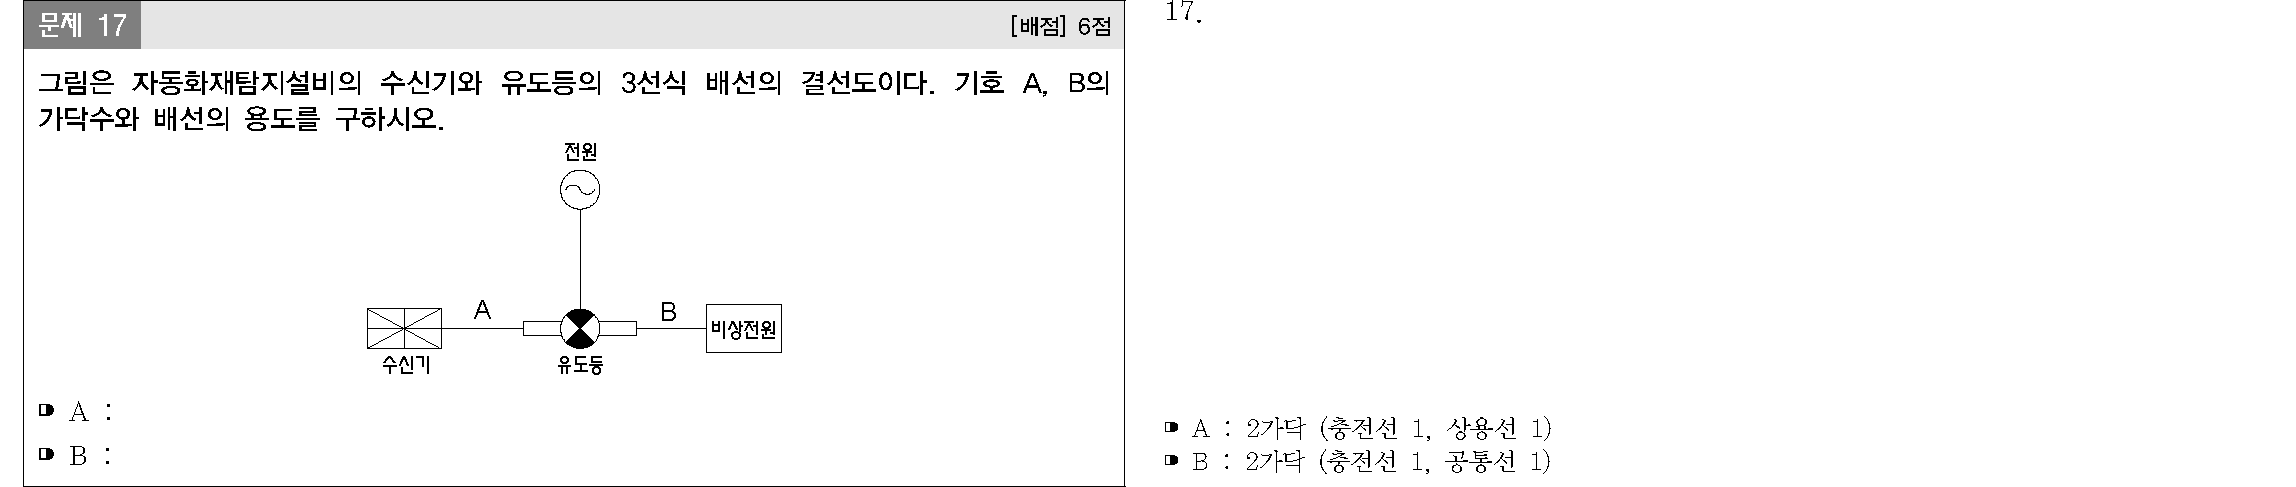 문제 17
[배점] 6점
그림은 자동화재탐지설비의 수신기와 유도등의 3선식 배선의 결선도이다. 기호 A, B의
가닥수와 배선의 용도를 구하시오.
전원
A
B
비상전원
수신기
유도등
A :
B :
17.
A : 2가닥 (충전선 1, 상용선 1)
B : 2가닥 (충전선 1, 공통선 1)